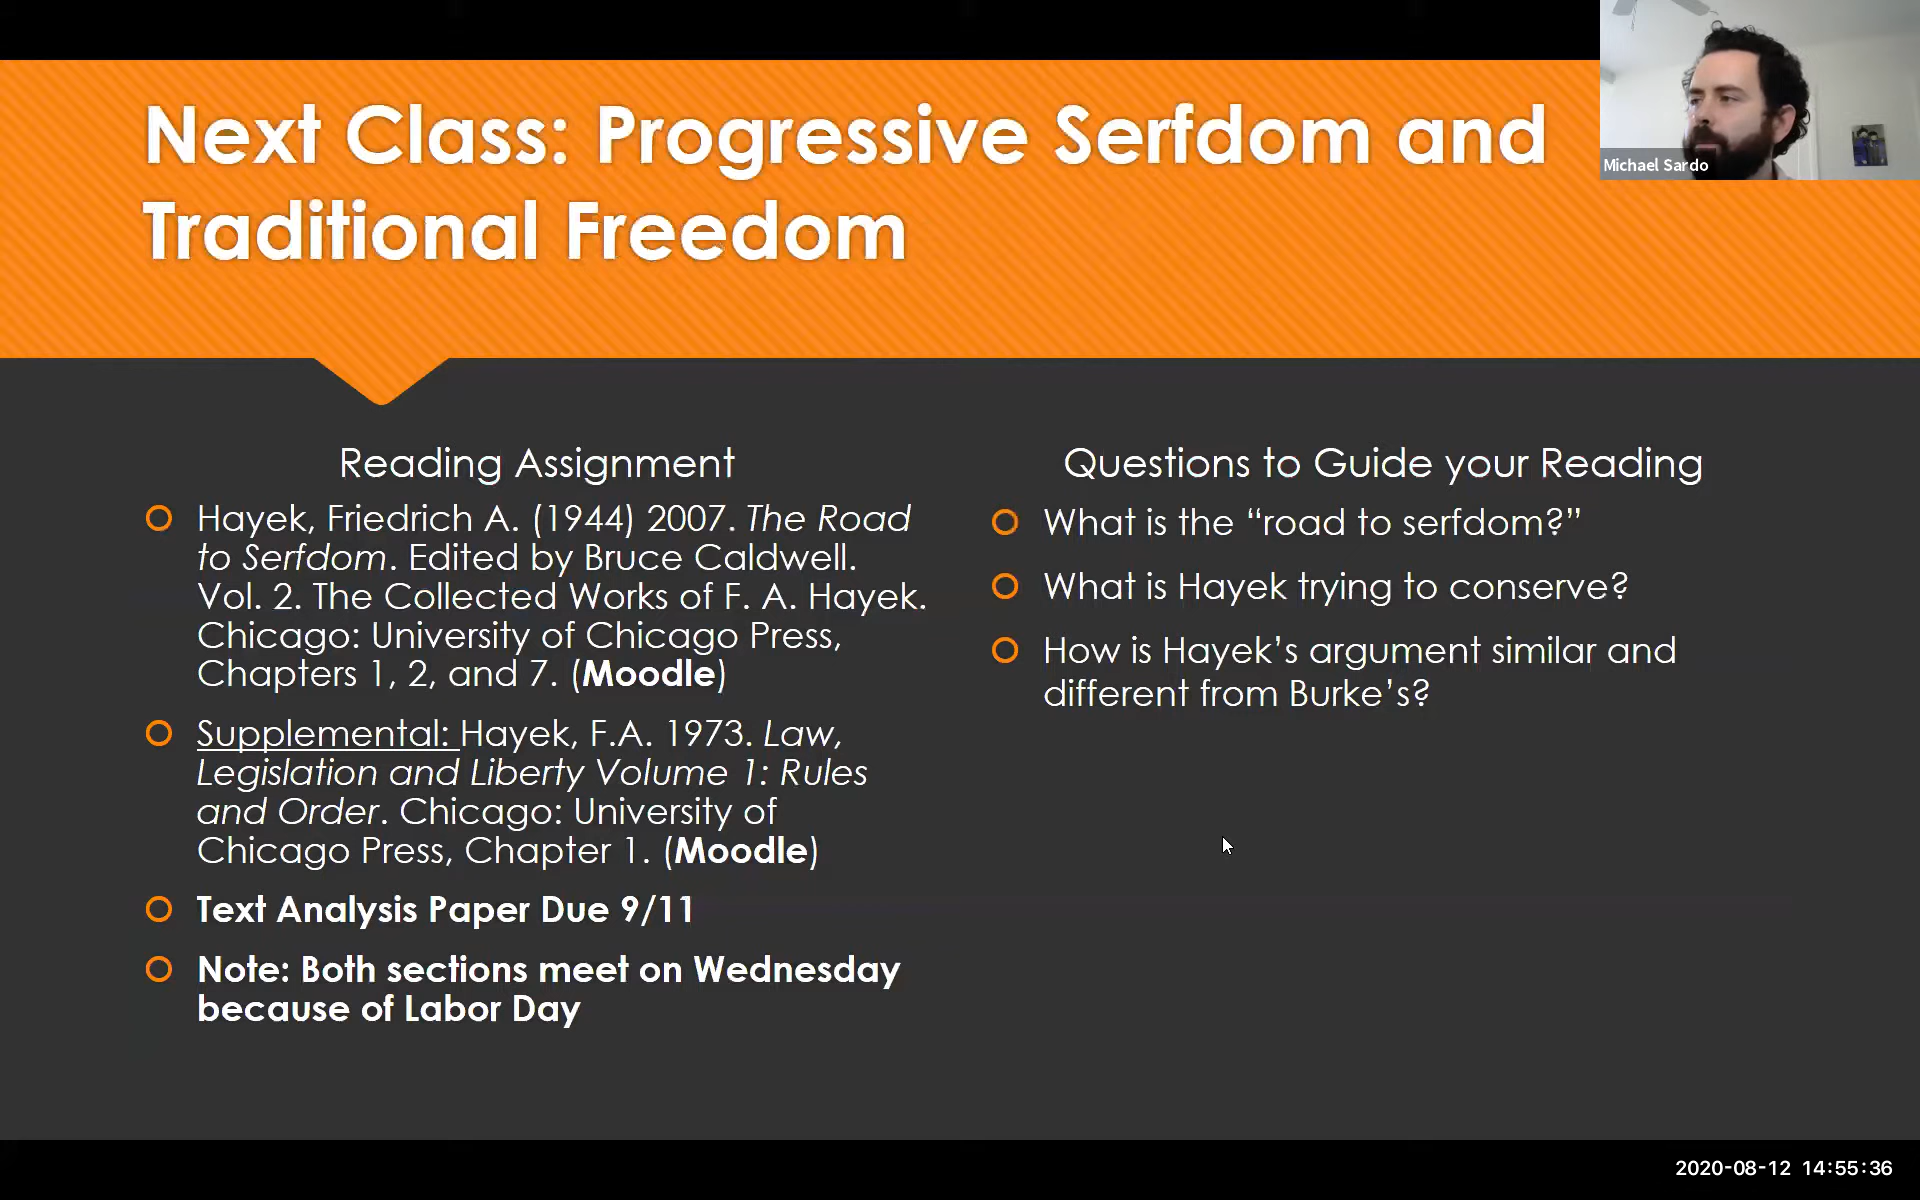 Next Class: Progressive Serfdom and
Traditional Freedom
Michael Sardo
Reading Assignment
Hayek, Friedrich A. (1944) 2007. The Road
to Serfdom. Edited by Bruce Caldwell.
Vol. 2. The Collected Works of F. A. Hayek.
Chicago: University of Chicago Press,
Chapters 1, 2, and 7. (Moodle)
Supplemental: Hayek, F.A. 1973. Law,
Legislation and Liberty Volume 1: Rules
and Order. Chicago: University of
Chicago Press, Chapter 1. (Moodle)
Text Analysis Paper Due 9/11
Note: Both sections meet on Wednesday
because of Labor Day
Questions to Guide your Reading
What is the “road to serfdom?”
What is Hayek trying to conserve?
How is Hayek’s argument similar and
different from Burke’s?
2020-08-12 14:55:36